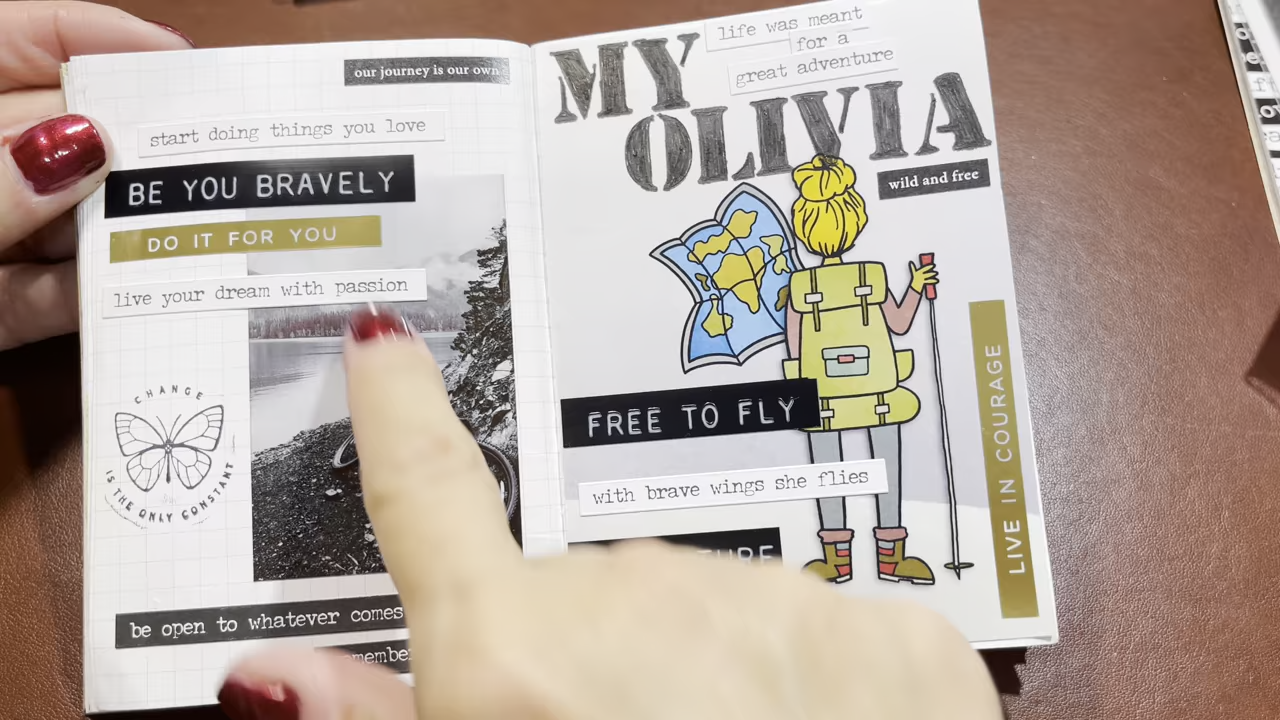 our journey is our own
start doing things you love
BE YOU BRAVELY
DO IT FOR YOU
live your dream with passion
CHANGE
IS THE ONLY CONSTANT
be open to whatever comes
life was meant
for a
great adventure
MY
OLIVIA
wild and free
FREE TO FLY
with brave wings she flies
LIVE IN COURAGE